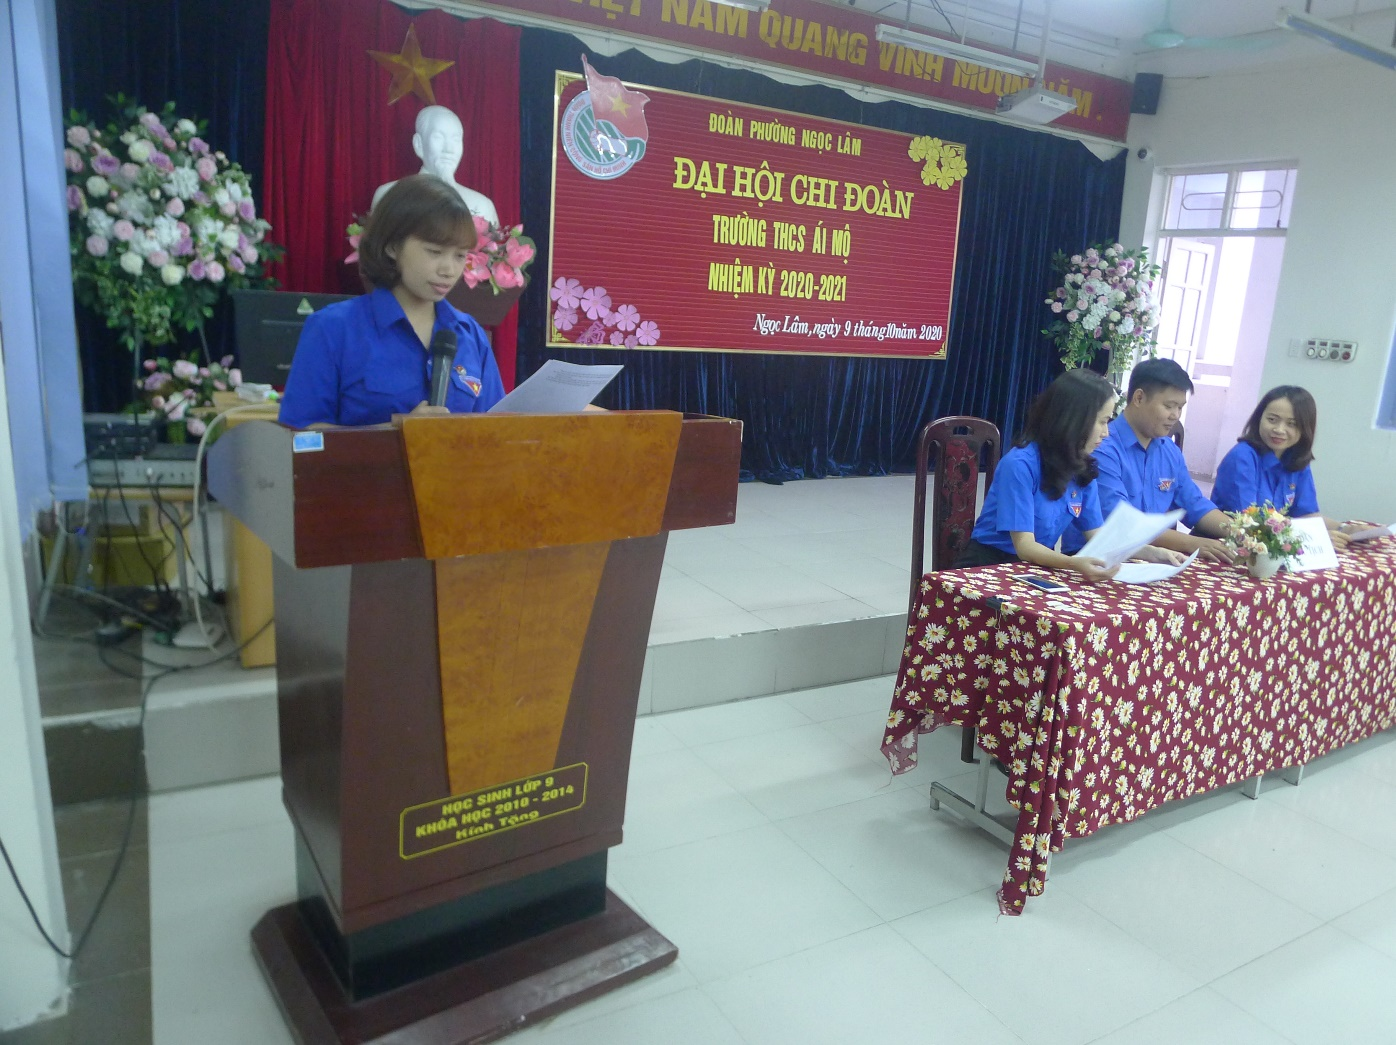 VIỆT NAM QUANG VINH MUÔN NĂM.
ĐOÀN PHƯỜNG NGỌC LÂM
ĐẠI HỘI CHI ĐOÀN
TRƯỜNG THCS ÁI MỘ
NHIỆM KỲ 2020-2021
Ngọc Lâm, ngày 9 tháng10năm 2020
HỌC SINH LỚP 9
KHÓA HỌC 2010 - 2014
Kính Tặng